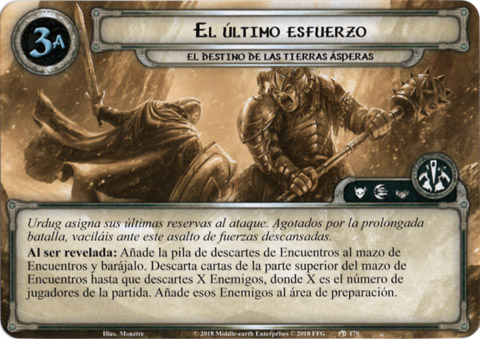 3A
El último esfuerzo
El destino de las Tierras Ásperas
Urdug asigna sus últimas reservas al ataque. Agotados por la prolongada
batalla, vaciláis ante este asalto de fuerzas descansadas.
Al ser revelada: Añade la pila de descartes de Encuentros al mazo de
Encuentros y barájalo. Descarta cartas de la parte superior del mazo de
Encuentros hasta que descartes X Enemigos, donde X es el número de
jugadores de la partida. Añade esos Enemigos al área de preparación.
Illus. Monztre
© 2018 Middle-earth Enterprises © 2018 FFG